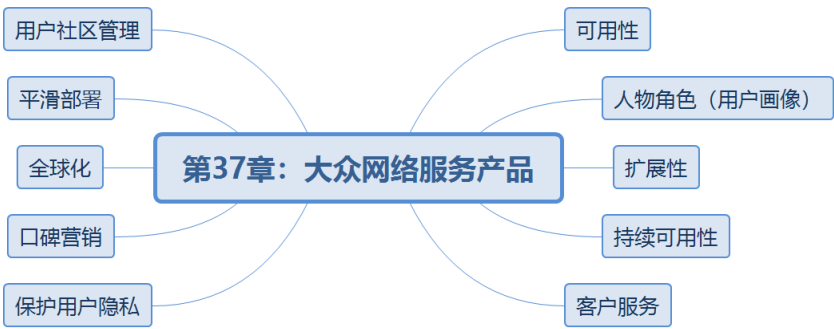 用户社区管理
可用性
平滑部署
人物角色（用户画像）
全球化
第37章：大众网络服务产品
扩展性
口碑营销
持续可用性
保护用户隐私
客户服务